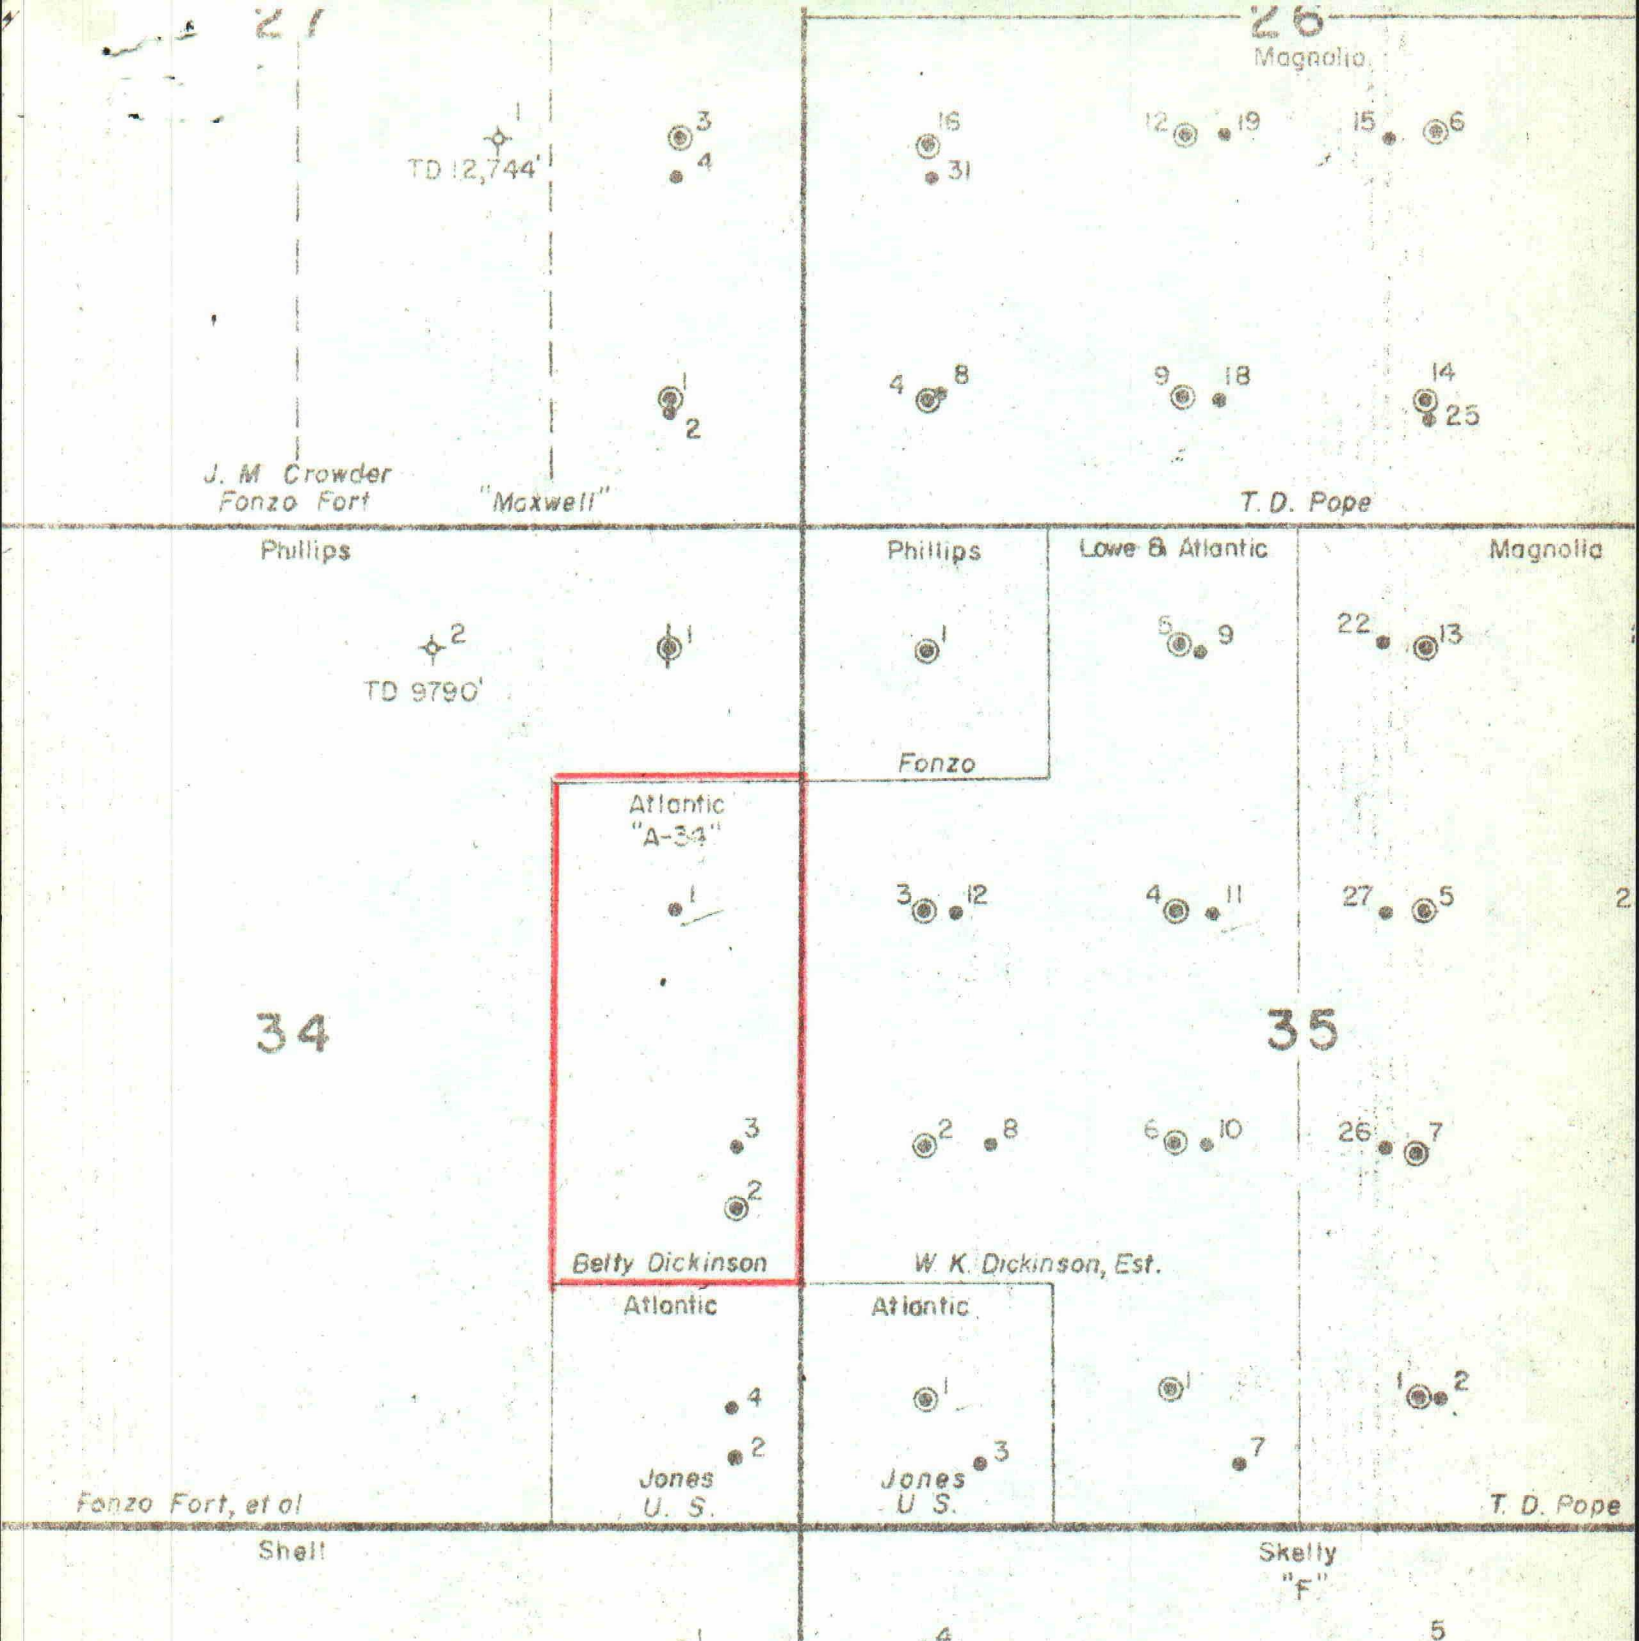 27
26
Magnolia
1
TD 12,744'
3
4
16
31
12 19
15 6
1
2
4 8
9 18
14
25
J. M Crowder
Fonzo Fort
"Maxwell"
T. D. Pope
Phillips
Phillips
Lowe & Atlantic
Magnolia
2
TD 9790'
1
1
5 9
22 13
Fonzo
Atlantic
"A-34"
1
3 12
4 11
27 5
2
34
35
3
2
2 8
6 10
26 7
Betty Dickinson
W. K. Dickinson, Est.
Atlantic
Atlantic
4
2
1
3
1
7
1 2
Jones
U. S.
Jones
U S.
Fonzo Fort, et al
T. D. Pope
Shell
Skelly
"F"
1
4
5